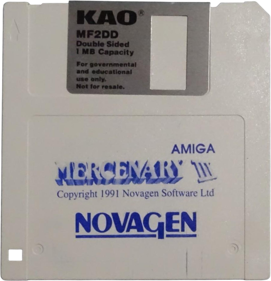 KAO®
MF2DD
Double Sided
1 MB Capacity
For governmental
and educational
use only.
Not for resale.
AMIGA
MERCENARY III
Copyright 1991 Novagen Software Ltd
NOVAGEN